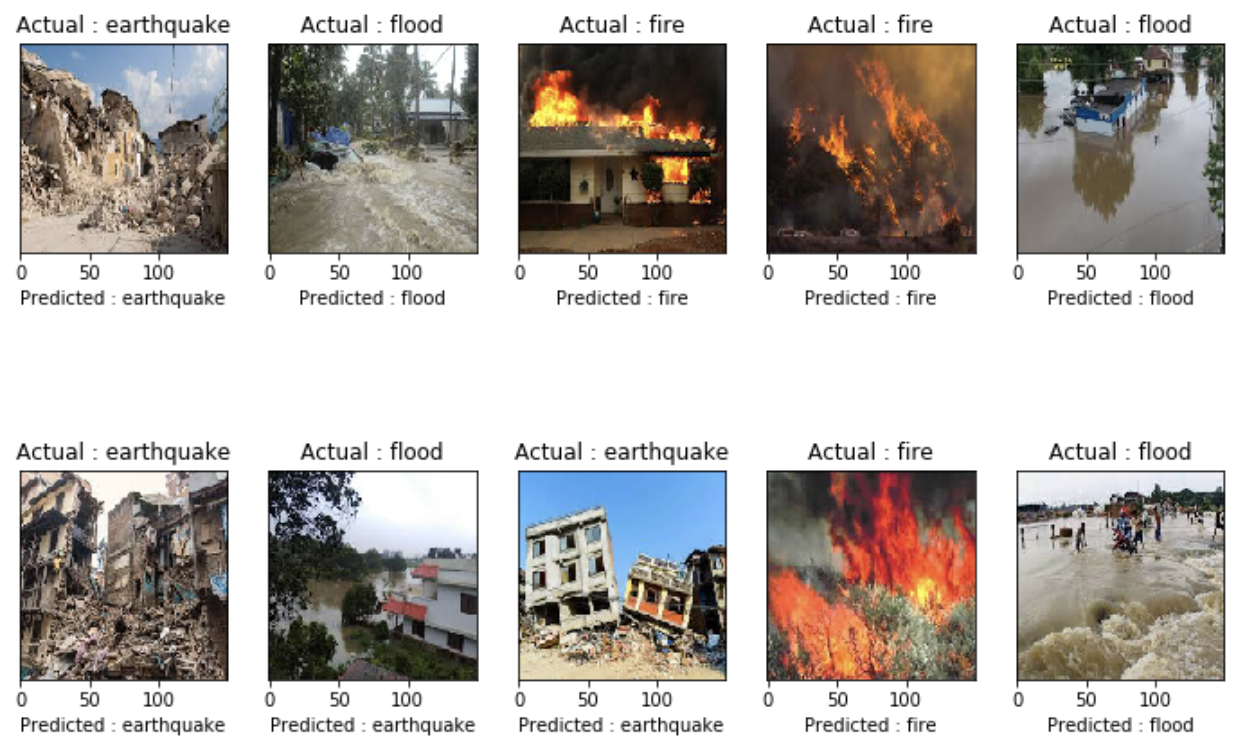 Actual : earthquake
Actual : flood
Actual : fire
Actual : fire
Actual : flood
0 50 100
0 50 100
0 50 100
0 50 100
0 50 100
Predicted : earthquake
Predicted : flood
Predicted : fire
Predicted : fire
Predicted : flood
Actual : earthquake
Actual : flood
Actual : earthquake
Actual : fire
Actual : flood
0 50 100
0 50 100
0 50 100
0 50 100
0 50 100
Predicted : earthquake
Predicted : earthquake
Predicted : earthquake
Predicted : fire
Predicted : flood